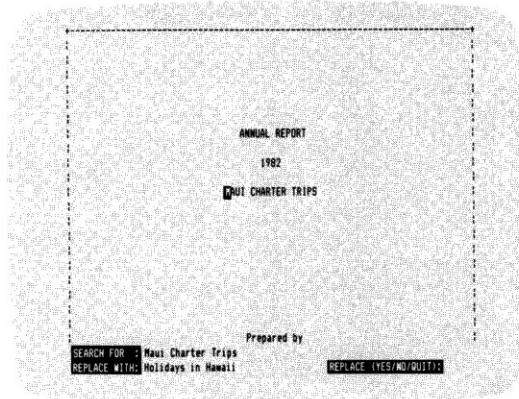 ANNUAL REPORT
1982
MAUI CHARTER TRIPS
Prepared by
SEARCH FOR : Maui Charter Trips
REPLACE WITH: Holidays in Hawaii
REPLACE (YES/NO/QUIT):